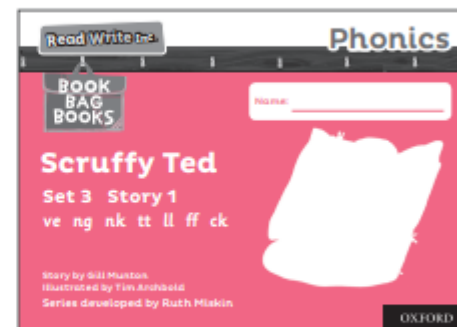 Read Write Inc.
Phonics
BOOK
BAG
BOOKS
Name:
Scruffy Ted
Set 3 Story 1
ve ng nk tt ll ff ck
Story by Gill Munton
Illustrated by Tim Archbold
Series developed by Ruth Miskin
OXFORD